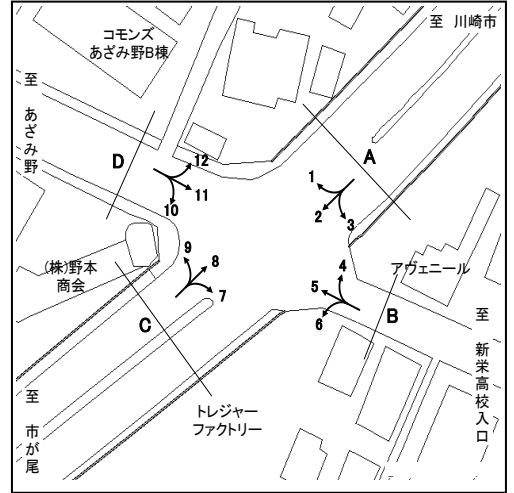 コモンズ
あざみ野B棟
至 川崎市
至 あざみ野
D
12
11
10
A
1
2
3
9
8
7
4
5
6
(株)野本
商会
アヴェニール
C
B
至 新栄高校入口
至 市が尾
トレジャー
ファクトリー